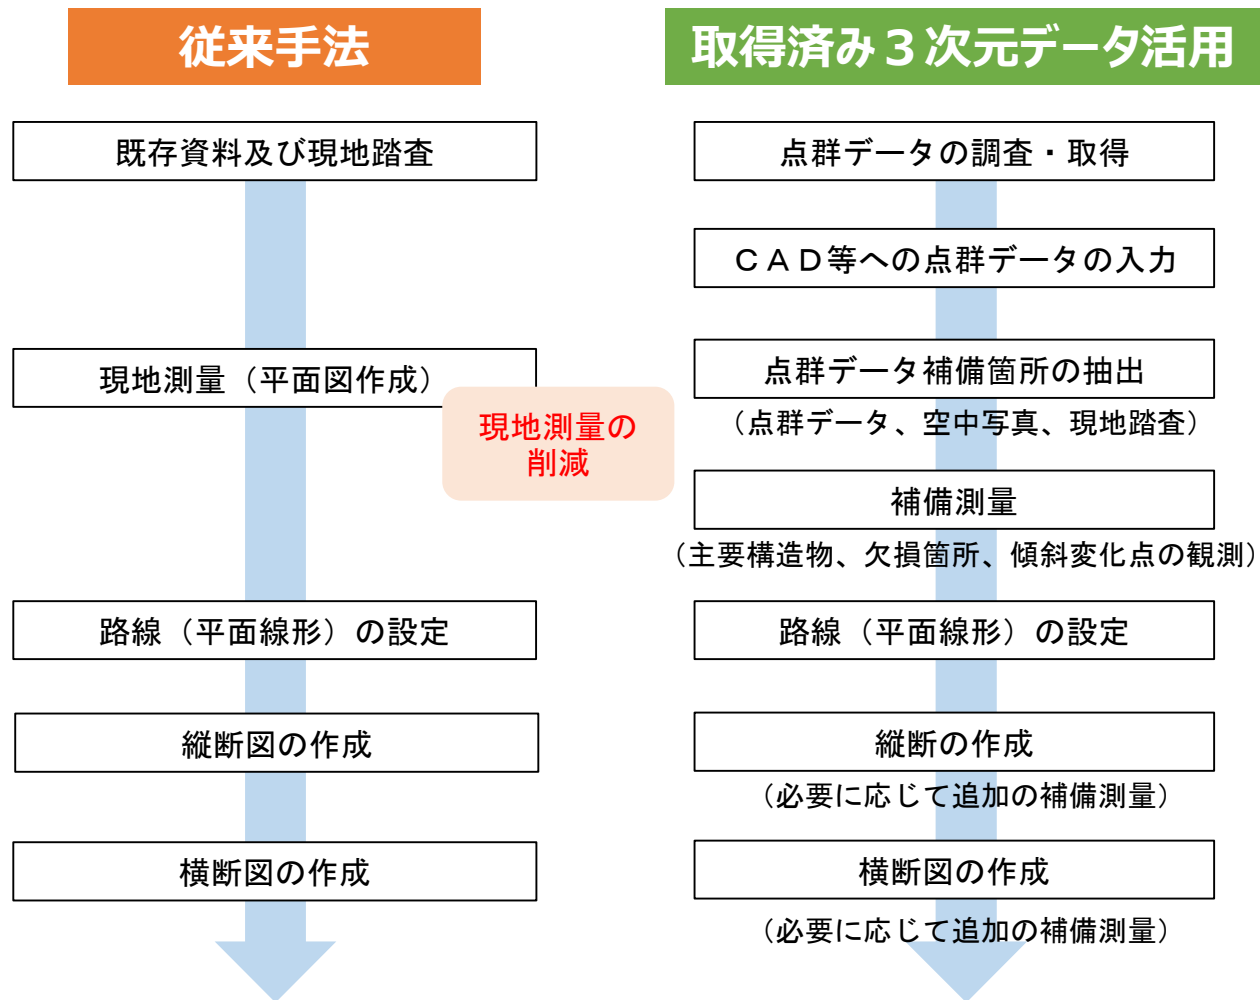 従来手法
既存資料及び現地踏査
現地測量（平面図作成）
現地測量の
削減
路線（平面線形）の設定
縦断図の作成
横断図の作成
取得済み３次元データ活用
点群データの調査・取得
ＣＡＤ等への点群データの入力
点群データ補備箇所の抽出
（点群データ、空中写真、現地踏査）
補備測量
（主要構造物、欠損箇所、傾斜変化点の観測）
路線（平面線形）の設定
縦断の作成
（必要に応じて追加の補備測量）
横断図の作成
（必要に応じて追加の補備測量）